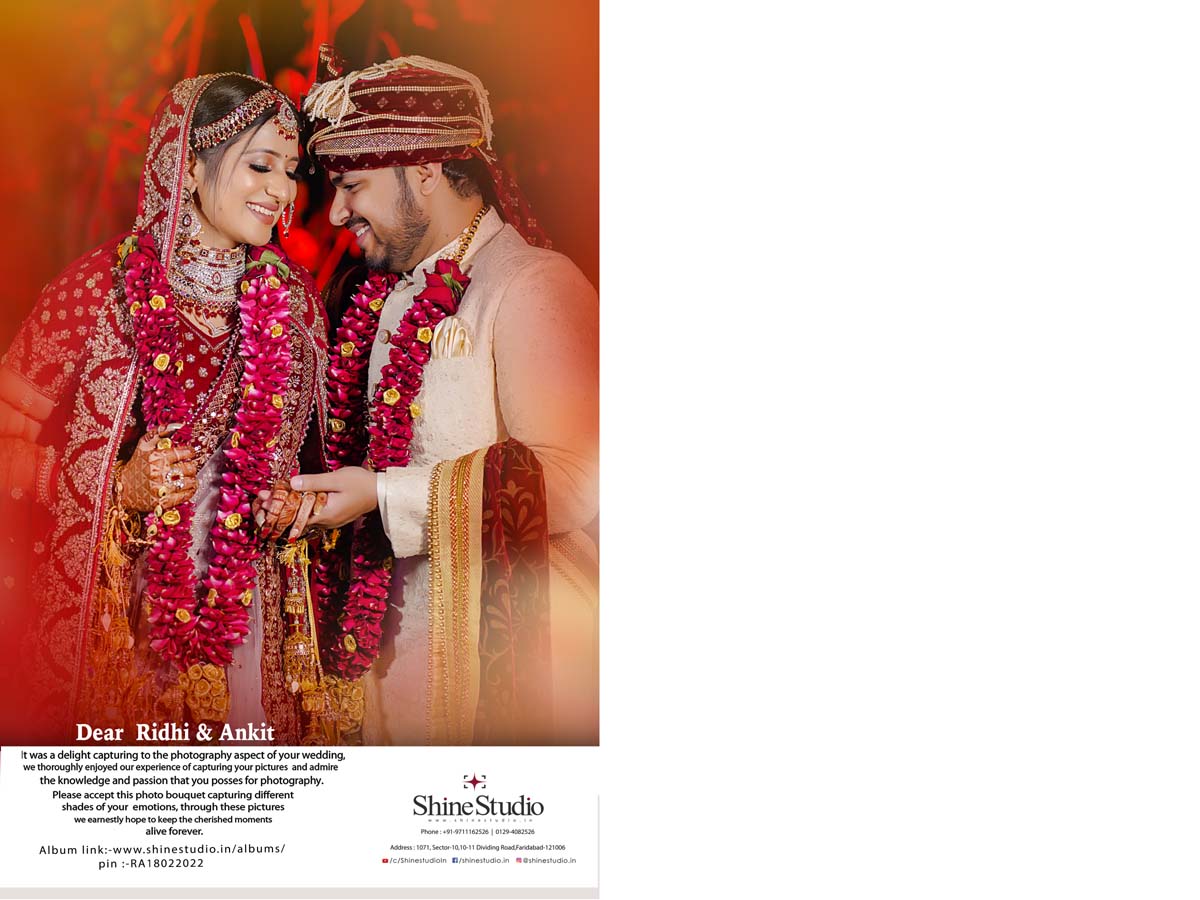 Dear Ridhi & Ankit
It was a delight capturing to the photography aspect of your wedding,
we thoroughly enjoyed our experience of capturing your pictures and admire
the knowledge and passion that you posses for photography.
Please accept this photo bouquet capturing different
shades of your emotions, through these pictures
we earnestly hope to keep the cherished moments
alive forever.
Album link:-www.shinestudio.in/albums/
pin :-RA18022022
Shine Studio
www.shinestudio.in
Phone : +91-9711162526 | 0129-4082526
Address : 1071, Sector-10,10-11 Dividing Road,Faridabad-121006
/c/ShinestudioIn /shinestudio.in @shinestudio.in